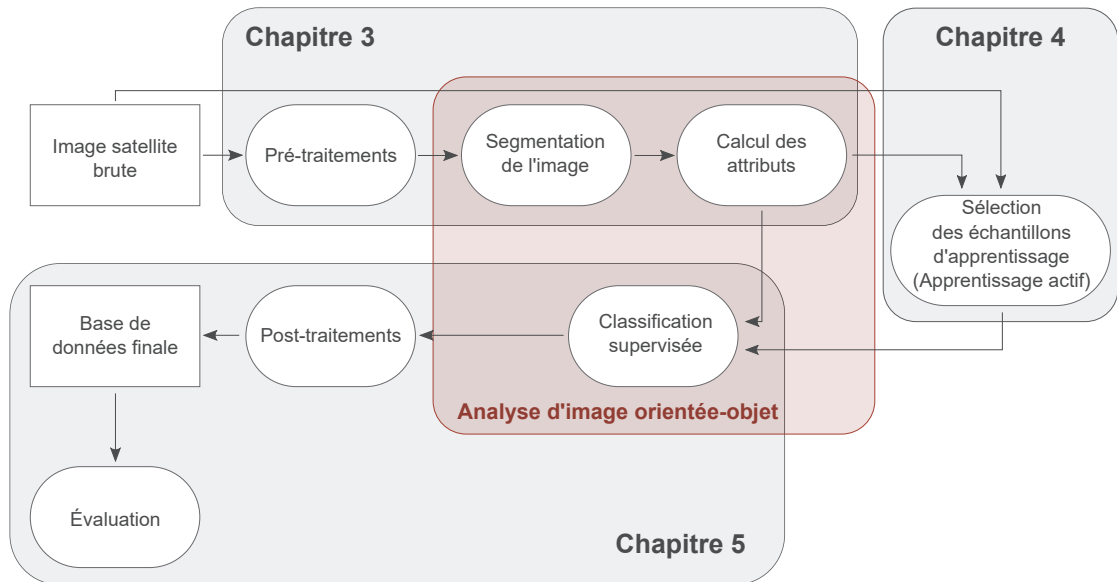 Chapitre 3
Chapitre 4
Image satellite
brute
Pré-traitements
Segmentation
de l'image
Calcul des
attributs
Sélection
des échantillons
d'apprentissage
(Apprentissage actif)
Base de
données finale
Post-traitements
Classification
supervisée
Analyse d'image orientée-objet
Évaluation
Chapitre 5